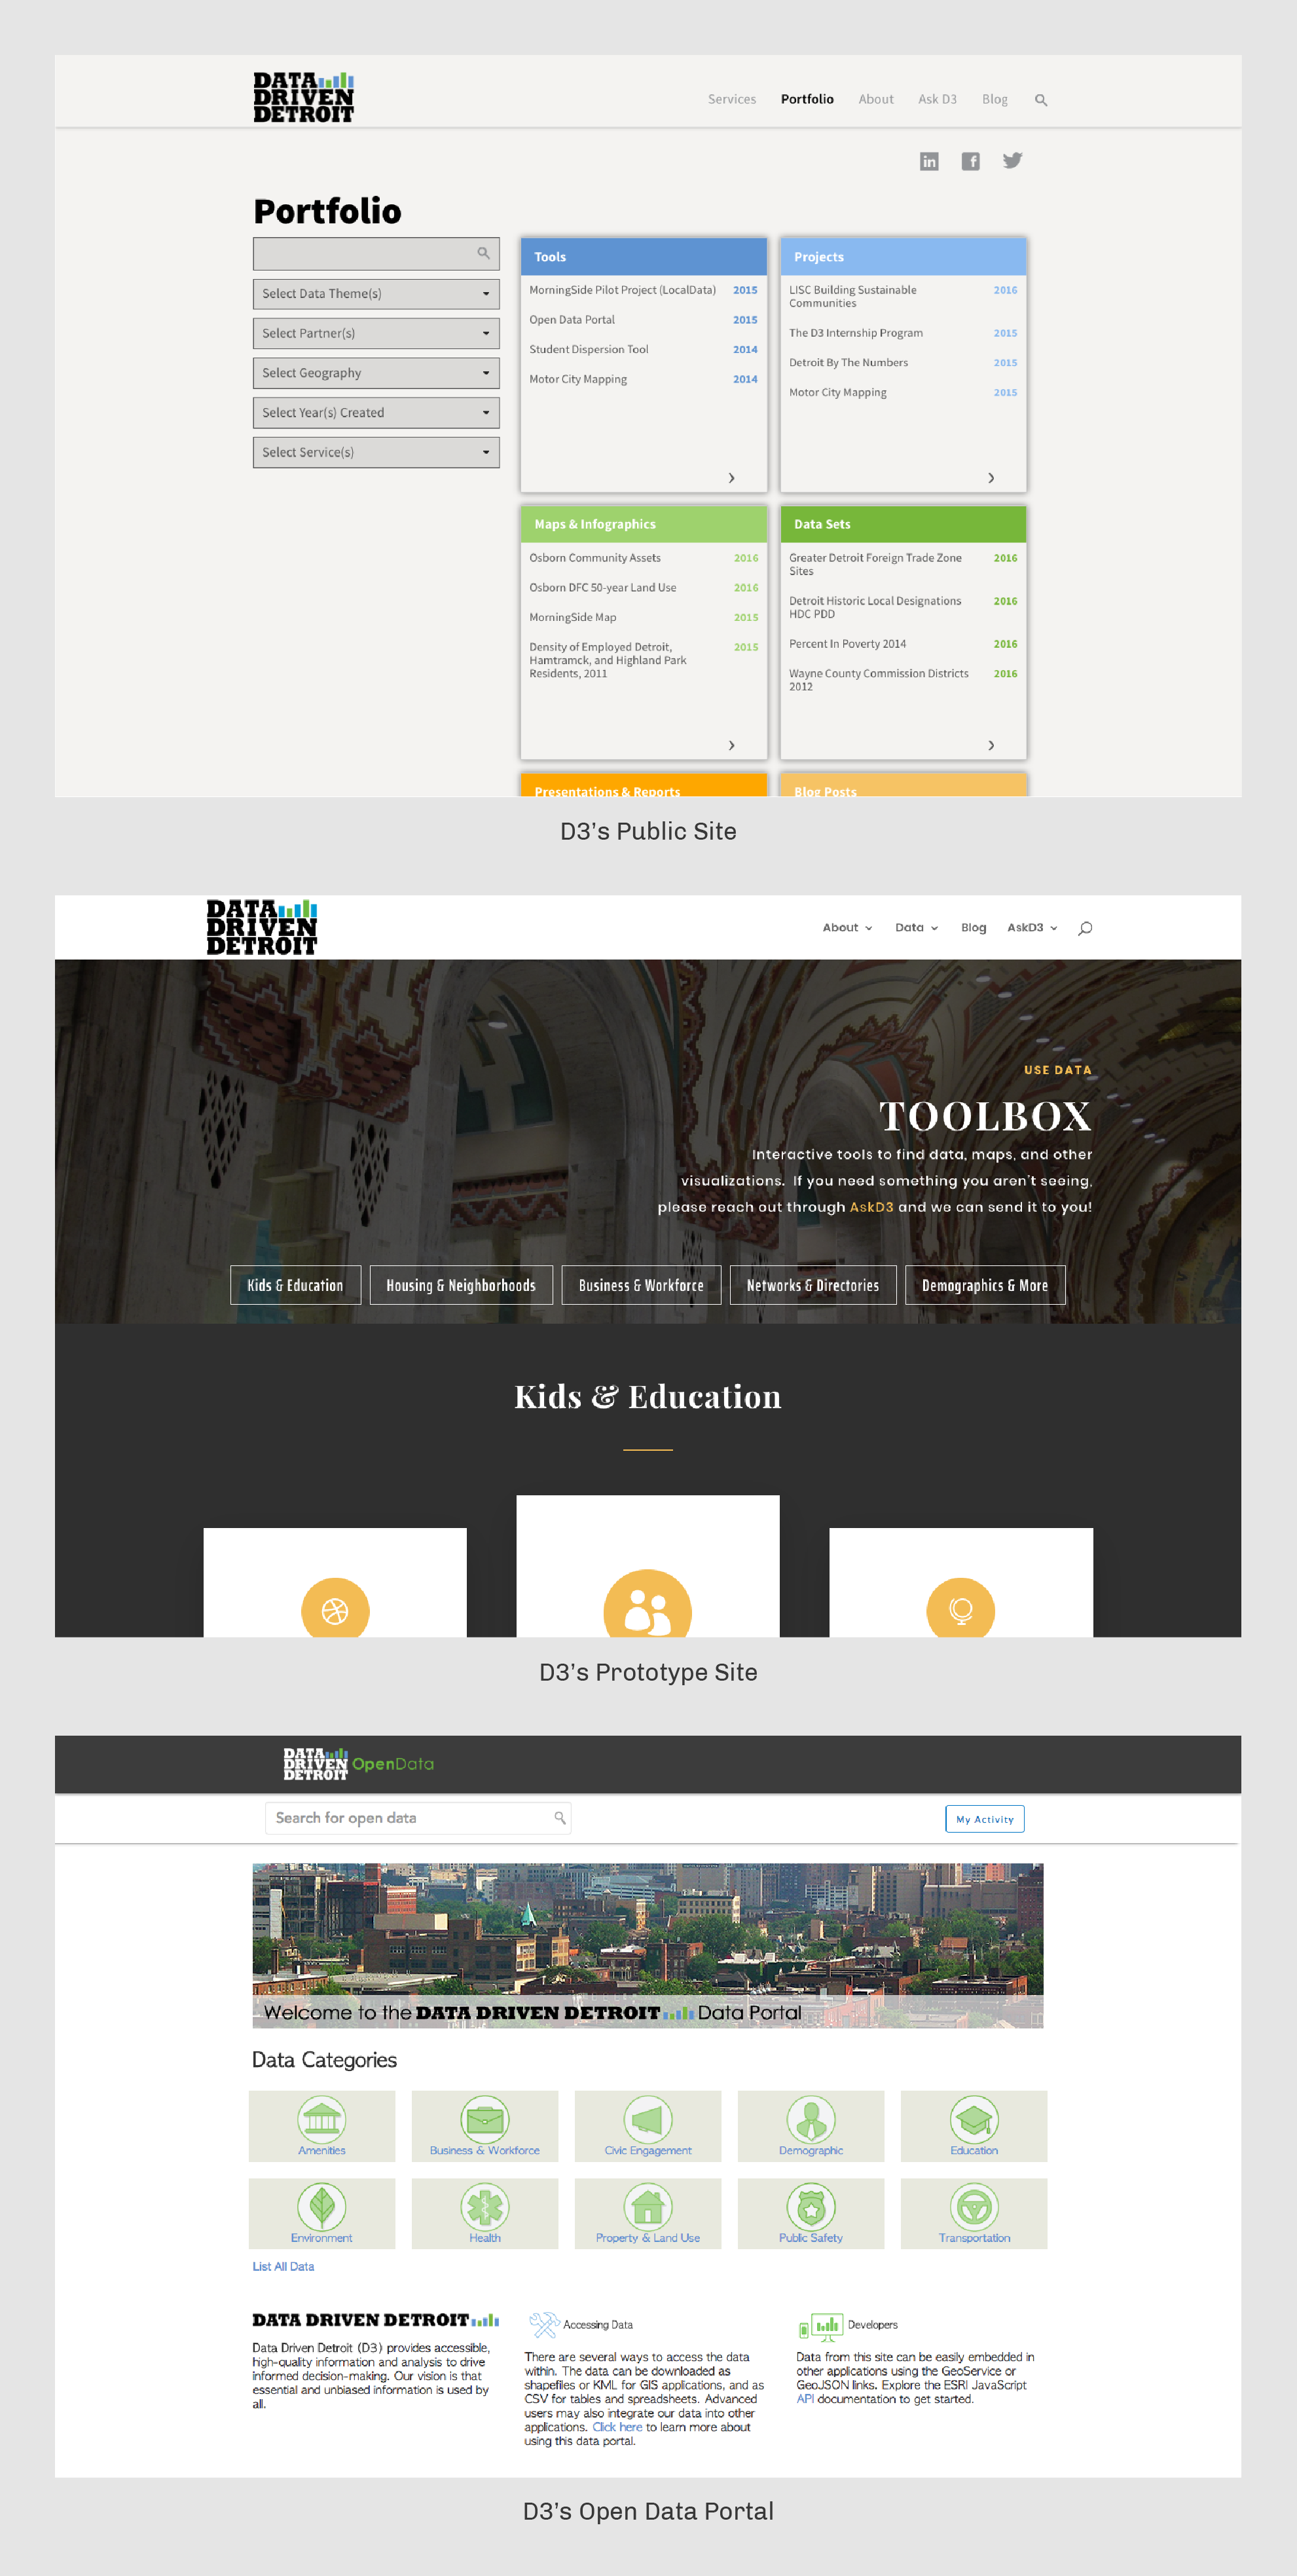 DATA
DRIVEN
DETROIT
Services Portfolio About Ask D3 Blog
in f
Portfolio
Select Data Theme(s)
Select Partner(s)
Select Geography
Select Year(s) Created
Select Service(s)
Tools
MorningSide Pilot Project (LocalData) 2015
Open Data Portal 2015
Student Dispersion Tool 2014
Motor City Mapping 2014
Projects
LISC Building Sustainable 2016
Communities
The D3 Internship Program 2015
Detroit By The Numbers 2015
Motor City Mapping 2015
Maps & Infographics
Osborn Community Assets 2016
Osborn DFC 50-year Land Use 2016
MorningSide Map 2015
Density of Employed Detroit, 2015
Hamtramck, and Highland Park
Residents, 2011
Data Sets
Greater Detroit Foreign Trade Zone 2016
Sites
Detroit Historic Local Designations 2016
HDC PDD
Percent In Poverty 2014 2016
Wayne County Commission Districts 2016
2012
Presentations & Reports
Blog Posts
D3's Public Site
DATA
DRIVEN
DETROIT
About Data Blog AskD3
USE DATA
TOOLBOX
Interactive tools to find data, maps, and other
visualizations. If you need something you aren't seeing,
please reach out through AskD3 and we can send it to you!
Kids & Education Housing & Neighborhoods Business & Workforce Networks & Directories Demographics & More
Kids & Education
D3's Prototype Site
DATA
DRIVEN
DETROIT
OpenData
Search for open data
My Activity
Welcome to the DATA DRIVEN DETROIT Data Portal
Data Categories
Amenities Business & Workforce Civic Engagement Demographic Education
Environment Health Property & Land Use Public Safety Transportation
List All Data
DATA DRIVEN DETROIT
Data Driven Detroit (D3) provides accessible,
high-quality information and analysis to drive
informed decision-making. Our vision is that
essential and unbiased information is used by
all.
Accessing Data
There are several ways to access the data
within. The data can be downloaded as
shapefiles or KML for GIS applications, and as
CSV for tables and spreadsheets. Advanced
users may also integrate our data into other
applications. Click here to learn more about
using this data portal.
Developers
Data from this site can be easily embedded in
other applications using the GeoService or
GeoJSON links. Explore the ESRI JavaScript
API documentation to get started.
D3's Open Data Portal